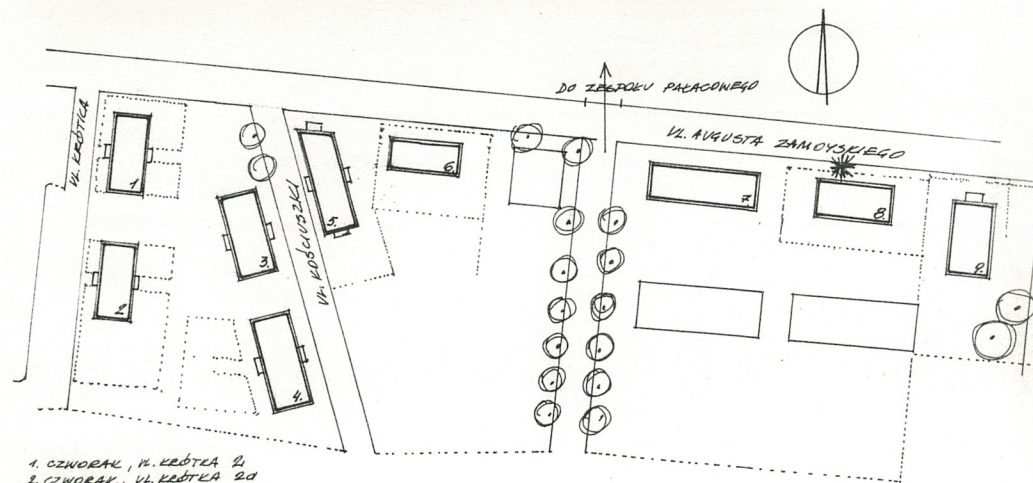 DO ZESPOŁU PAŁACOWEGO
UL. AUGUSTA ZAMOYSKIEGO
UL. KRÓTKA
UL. KOŚCIUSZKI
1.
2.
3.
4.
5.
6.
7.
8.
9.
1. CZWORAK, UL. KRÓTKA 2
2. CZWORAK, UL. KRÓTKA 2a